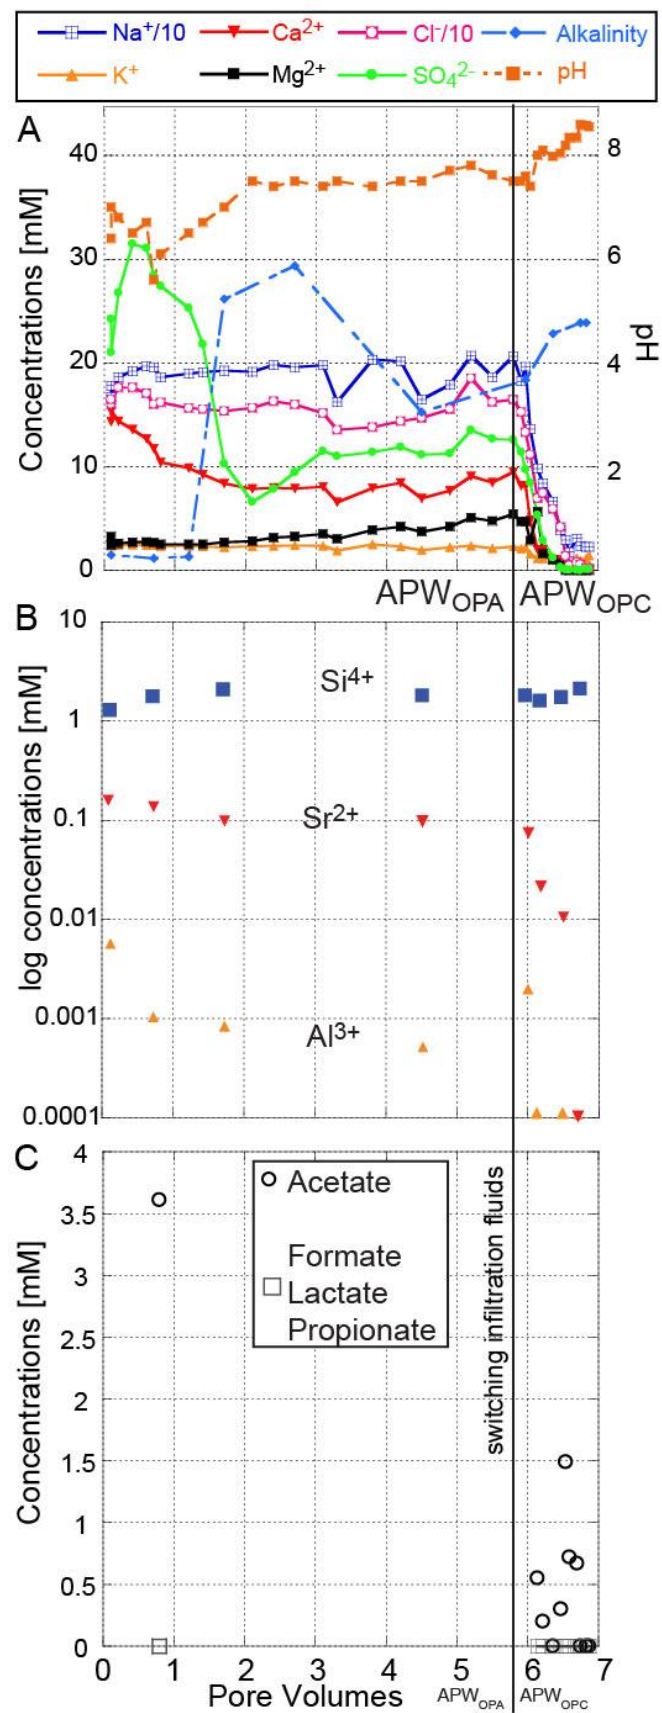 Na⁺/10 Ca²⁺ Cl⁻/10 Alkalinity
K⁺ Mg²⁺ SO₄²⁻ pH
A
40
30
20
10
0
Concentrations [mM]
8
6
4
2
pH
APW_OPA APW_OPC
B
10
1
0.1
0.01
0.001
0.0001
log concentrations [mM]
Si⁴⁺
Sr²⁺
Al³⁺
C
4
3.5
3
2.5
2
1.5
1
0.5
0
Concentrations [mM]
Acetate
Formate
Lactate
Propionate
switching infiltration fluids
0 1 2 3 4 5 6 7
Pore Volumes APW_OPA APW_OPC